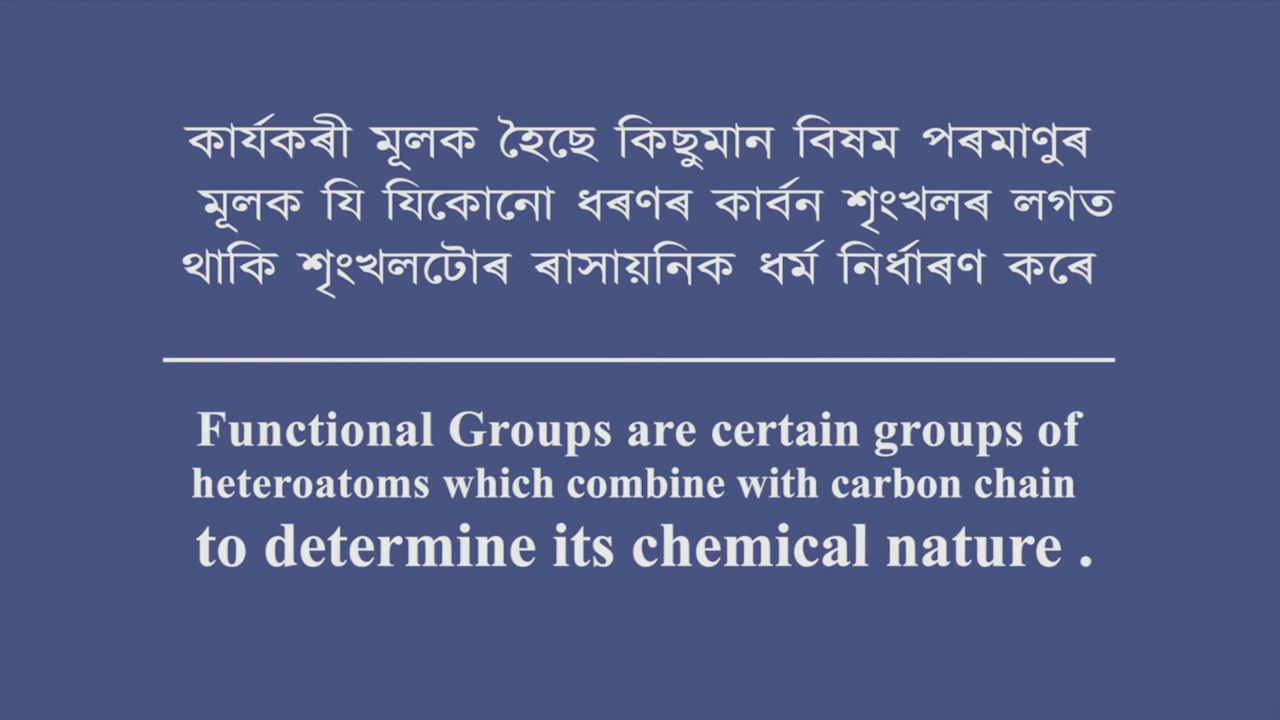 কাৰ্যকৰী মূলক হৈছে কিছুমান বিষম পৰমাণুৰ
মূলক যি যিকোনো ধৰণৰ কাৰ্বন শৃংখলৰ লগত
থাকি শৃংখলটোৰ ৰাসায়নিক ধৰ্ম নিৰ্ধাৰণ কৰে
Functional Groups are certain groups of
heteroatoms which combine with carbon chain
to determine its chemical nature .